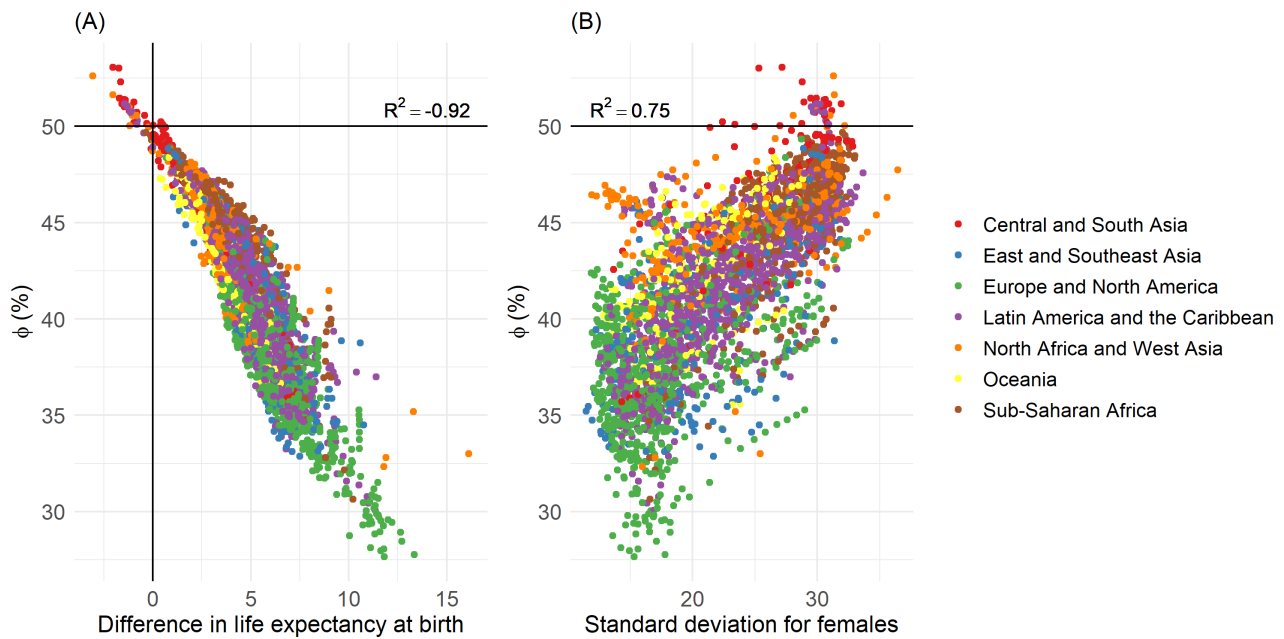 (A)
(B)
R² = -0.92
R² = 0.75
50
45
40
35
30
ϕ (%)
0 5 10 15
Difference in life expectancy at birth
50
45
40
35
30
ϕ (%)
20 30
Standard deviation for females
Central and South Asia
East and Southeast Asia
Europe and North America
Latin America and the Caribbean
North Africa and West Asia
Oceania
Sub-Saharan Africa